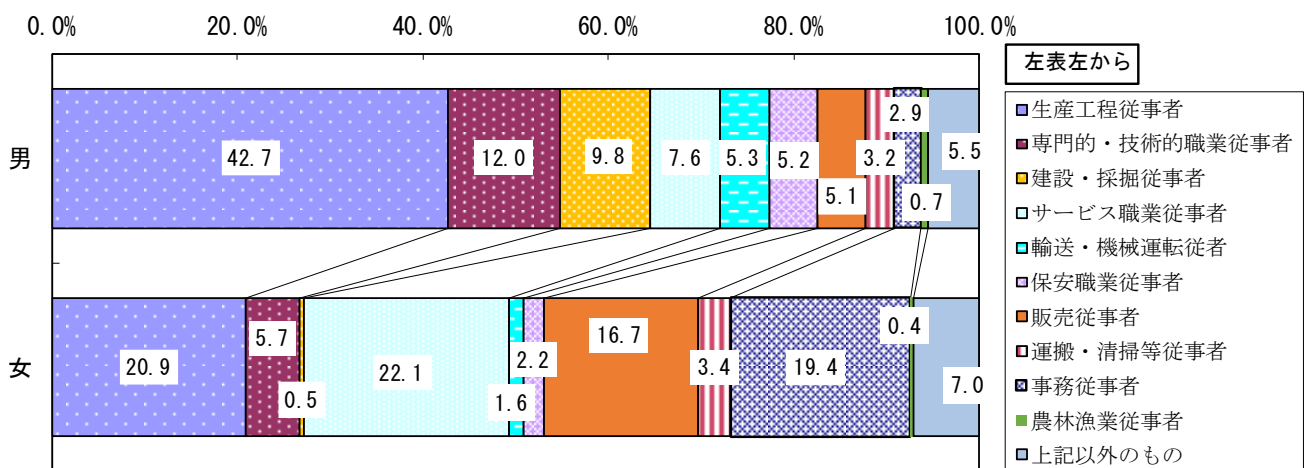 0.0% 20.0% 40.0% 60.0% 80.0% 100.0%
男
42.7 12.0 9.8 7.6 5.3 5.2 5.1 3.2 2.9 0.7 5.5
女
20.9 5.7 0.5 22.1 1.6 2.2 16.7 3.4 19.4 0.4 7.0
左表左から
生産工程従事者
専門的・技術的職業従事者
建設・採掘従事者
サービス職業従事者
輸送・機械運転従者
保安職業従事者
販売従事者
運搬・清掃等従事者
事務従事者
農林漁業従事者
上記以外のもの